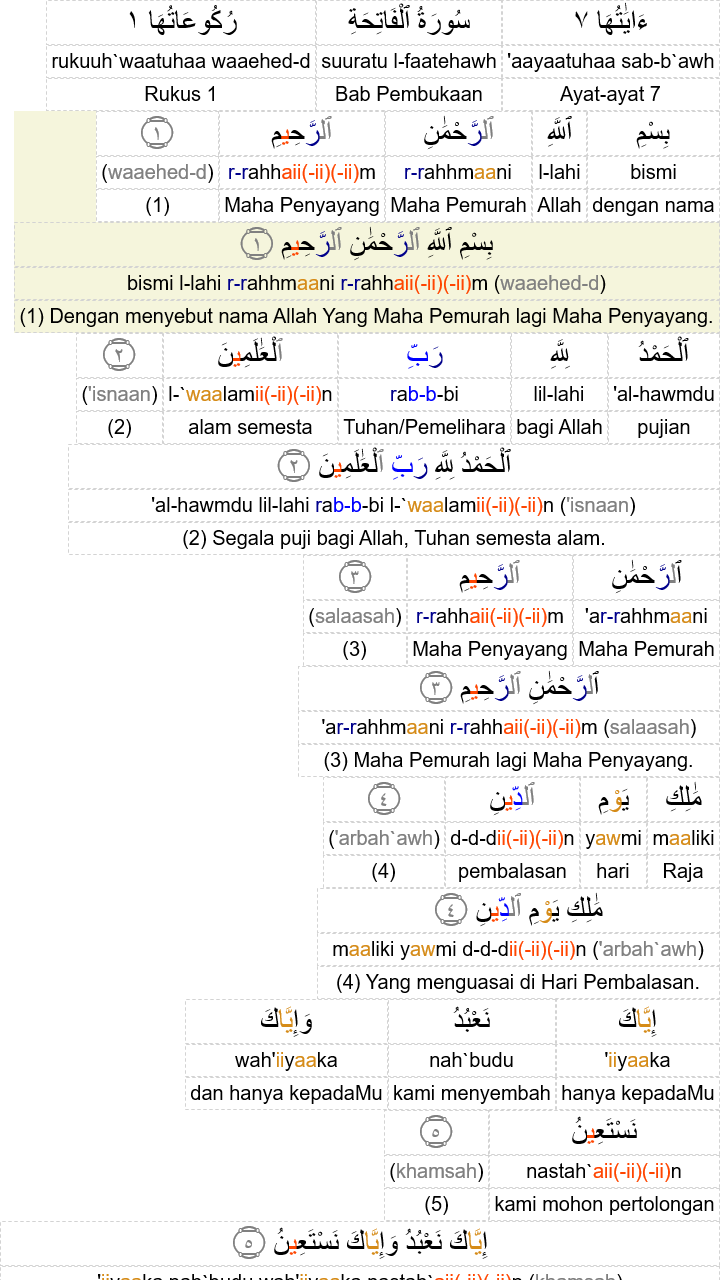 ءَايَٰتُهَا ٧ سُورَةُ ٱلْفَاتِحَةِ رُكُوعَاتُهَا ١
'aayaatuhaa sab-b`awh suuratu l-faatehawh rukuuh`waatuhaa waaehed-d
Ayat-ayat 7 Bab Pembukaan Rukus 1
بِسْمِ ٱللَّهِ ٱلرَّحْمَٰنِ ٱلرَّحِيمِ ١
bismi l-lahi r-rahhmaani r-rahhaii(-ii)(-ii)m (waaehed-d)
dengan nama Allah Maha Pemurah Maha Penyayang (1)
بِسْمِ ٱللَّهِ ٱلرَّحْمَٰنِ ٱلرَّحِيمِ ١
bismi l-lahi r-rahhmaani r-rahhaii(-ii)(-ii)m (waaehed-d)
(1) Dengan menyebut nama Allah Yang Maha Pemurah lagi Maha Penyayang.
ٱلْحَمْدُ لِلَّهِ رَبِّ ٱلْعَٰلَمِينَ ٢
'al-hawmdu lil-lahi rab-b-bi l-`waalamii(-ii)(-ii)n ('isnaan)
pujian bagi Allah Tuhan/Pemelihara alam semesta (2)
ٱلْحَمْدُ لِلَّهِ رَبِّ ٱلْعَٰلَمِينَ ٢
'al-hawmdu lil-lahi rab-b-bi l-`waalamii(-ii)(-ii)n ('isnaan)
(2) Segala puji bagi Allah, Tuhan semesta alam.
ٱلرَّحْمَٰنِ ٱلرَّحِيمِ ٣
'ar-rahhmaani r-rahhaii(-ii)(-ii)m (salaasah)
Maha Pemurah Maha Penyayang (3)
ٱلرَّحْمَٰنِ ٱلرَّحِيمِ ٣
'ar-rahhmaani r-rahhaii(-ii)(-ii)m (salaasah)
(3) Maha Pemurah lagi Maha Penyayang.
مَٰلِكِ يَوْمِ ٱلدِّينِ ٤
maaliki yawmi d-d-dii(-ii)(-ii)n ('arbah`awh)
Raja hari pembalasan (4)
مَٰلِكِ يَوْمِ ٱلدِّينِ ٤
maaliki yawmi d-d-dii(-ii)(-ii)n ('arbah`awh)
(4) Yang menguasai di Hari Pembalasan.
إِيَّاكَ نَعْبُدُ وَإِيَّاكَ
'iiyaaka nah`budu wah'iiyaaka
hanya kepadaMu kami menyembah dan hanya kepadaMu
نَسْتَعِينُ ٥
nastah`aii(-ii)(-ii)n (khamsah)
kami mohon pertolongan (5)
إِيَّاكَ نَعْبُدُ وَإِيَّاكَ نَسْتَعِينُ ٥
'iiyaaka nah`budu wah'iiyaaka nastah`aii(-ii)(-ii)n (khamsah)